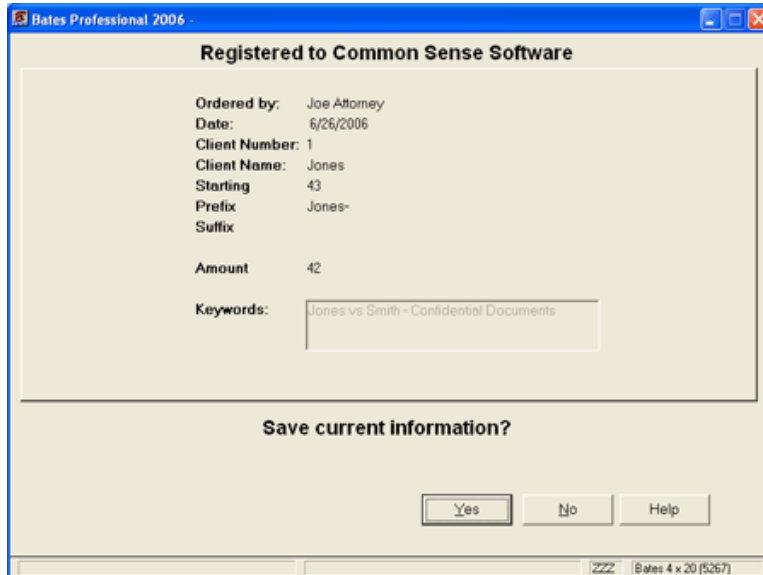 Bates Professional 2006 -
Registered to Common Sense Software
Ordered by: Joe Attorney
Date: 6/26/2006
Client Number: 1
Client Name: Jones
Starting 43
Prefix Jones-
Suffix
Amount 42
Keywords: Jones vs Smith - Confidential Documents
Save current information?
Yes No Help
ZZZ Bates 4 x 20 (5267)